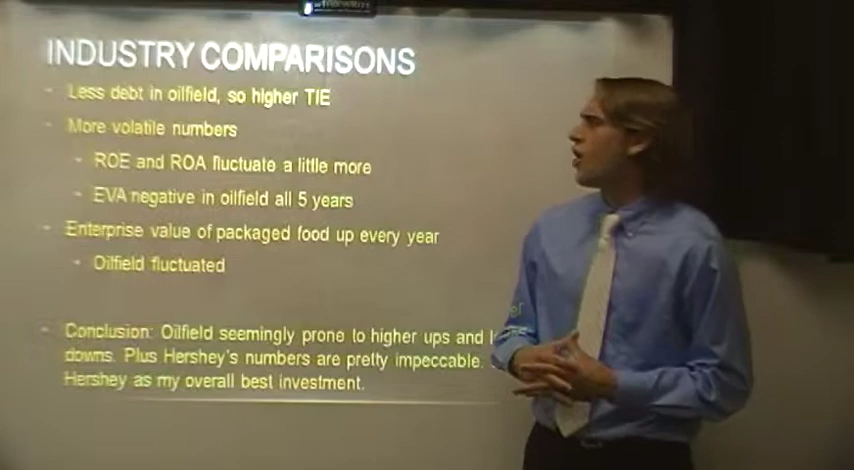 INDUSTRY COMPARISONS
- Less debt in oilfield, so higher TIE
- More volatile numbers
- ROE and ROA fluctuate a little more
- EVA negative in oilfield all 5 years
- Enterprise value of packaged food up every year
- Oilfield fluctuated
- Conclusion: Oilfield seemingly prone to higher ups and
downs. Plus Hershey's numbers are pretty impeccable.
Hershey as my overall best investment.